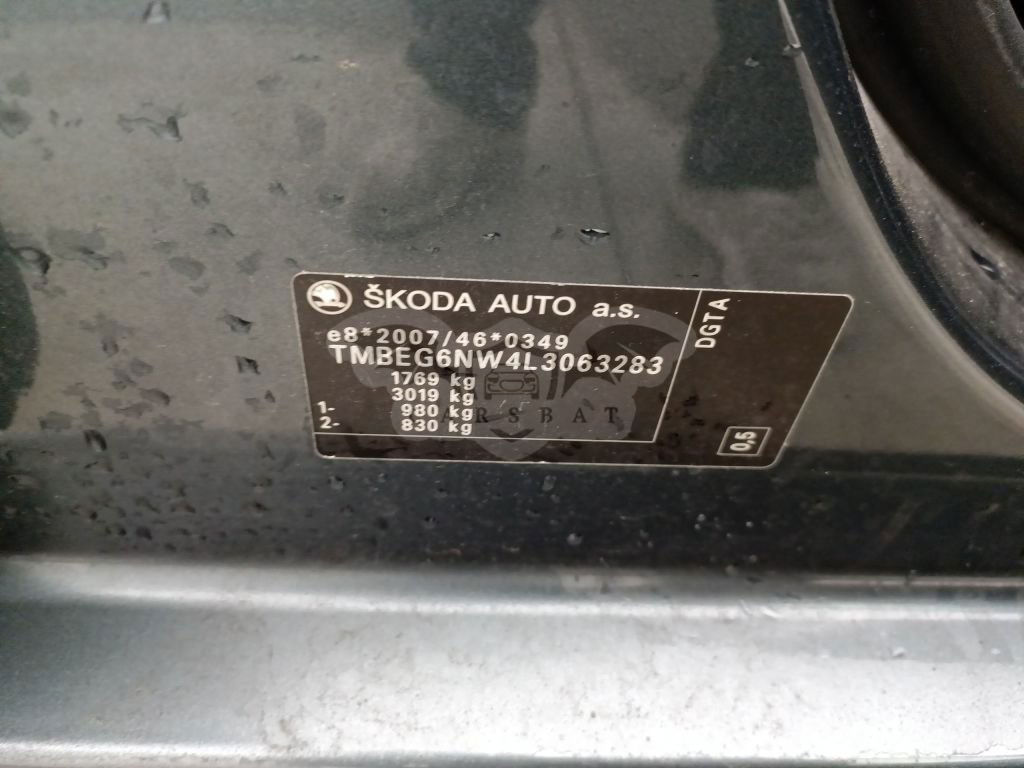 ŠKODA AUTO a.s.
e8*2007/46*0349
TMBEG6NW4L3063283
1769 kg
3019 kg
1- 980 kg
2- 830 kg
DGTA
0,5
ARSBAT